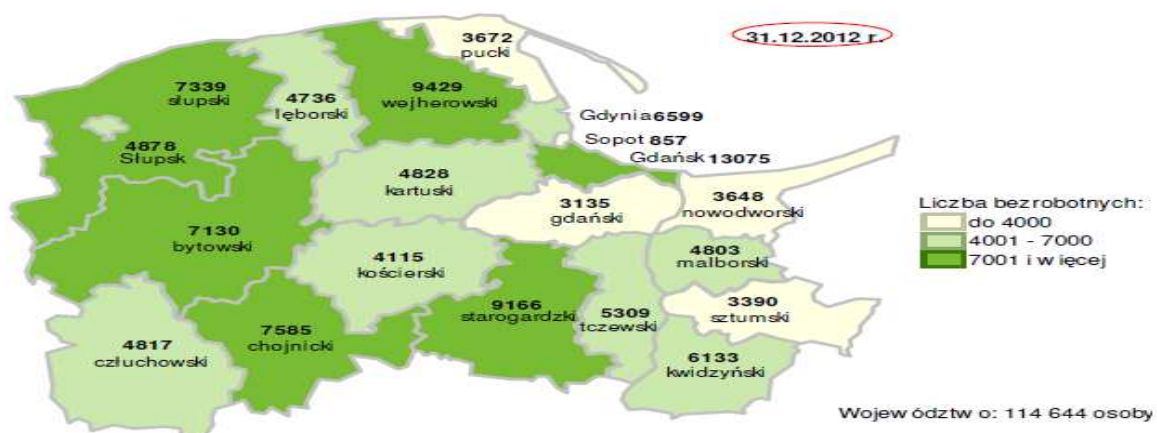 3672
pucki
31.12.2012 r.
7339
słupski
4736
lęborski
9429
wejherowski
Gdynia 6599
Sopot 857
Gdańsk 13075
4878
Słupsk
4828
kartuski
3135
gdański
3648
nowodworski
7130
bytowski
4115
kościerski
4803
malborski
9166
starogardzki
5309
tczewski
3390
sztumski
4817
człuchowski
7585
chojnicki
6133
kwidzyński
Liczba bezrobotnych:
do 4000
4001 - 7000
7001 i więcej
Województwo: 114 644 osoby